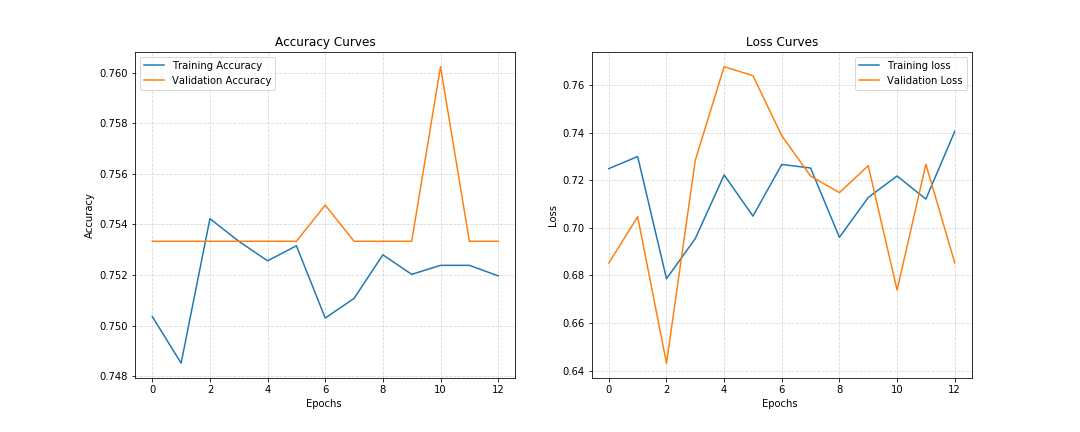 Accuracy Curves
Training Accuracy
Validation Accuracy
0.760
0.758
0.756
0.754
0.752
0.750
0.748
Accuracy
0 2 4 6 8 10 12
Epochs
Loss Curves
Training loss
Validation Loss
0.76
0.74
0.72
0.70
0.68
0.66
0.64
Loss
0 2 4 6 8 10 12
Epochs